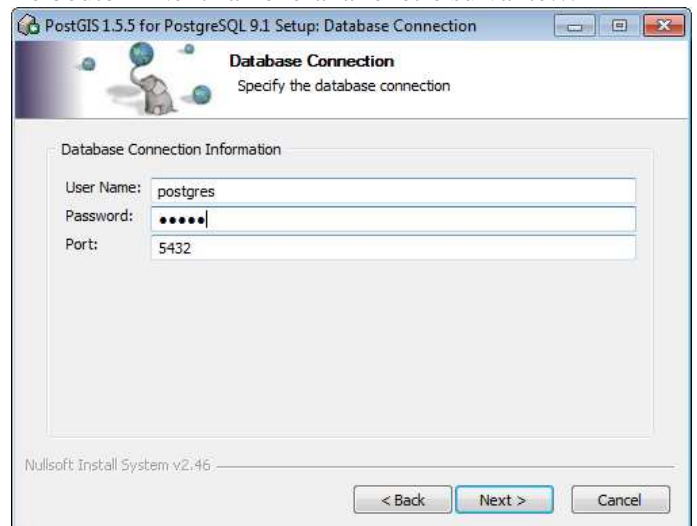 PostGIS 1.5.5 for PostgreSQL 9.1 Setup: Database Connection
Database Connection
Specify the database connection
Database Connection Information
User Name: postgres
Password: •••••
Port: 5432
Nullsoft Install System v2.46
< Back Next > Cancel